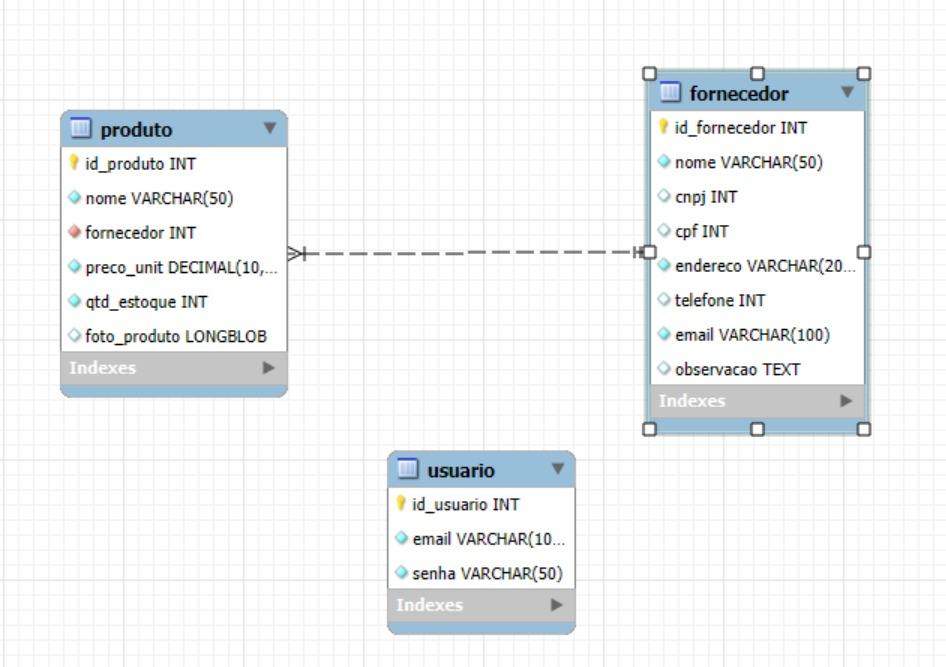 produto
id_produto INT
nome VARCHAR(50)
fornecedor INT
preco_unit DECIMAL(10,...
qtd_estoque INT
foto_produto LONGBLOB
Indexes
fornecedor
id_fornecedor INT
nome VARCHAR(50)
cnpj INT
cpf INT
endereco VARCHAR(20...
telefone INT
email VARCHAR(100)
observacao TEXT
Indexes
usuario
id_usuario INT
email VARCHAR(10...
senha VARCHAR(50)
Indexes